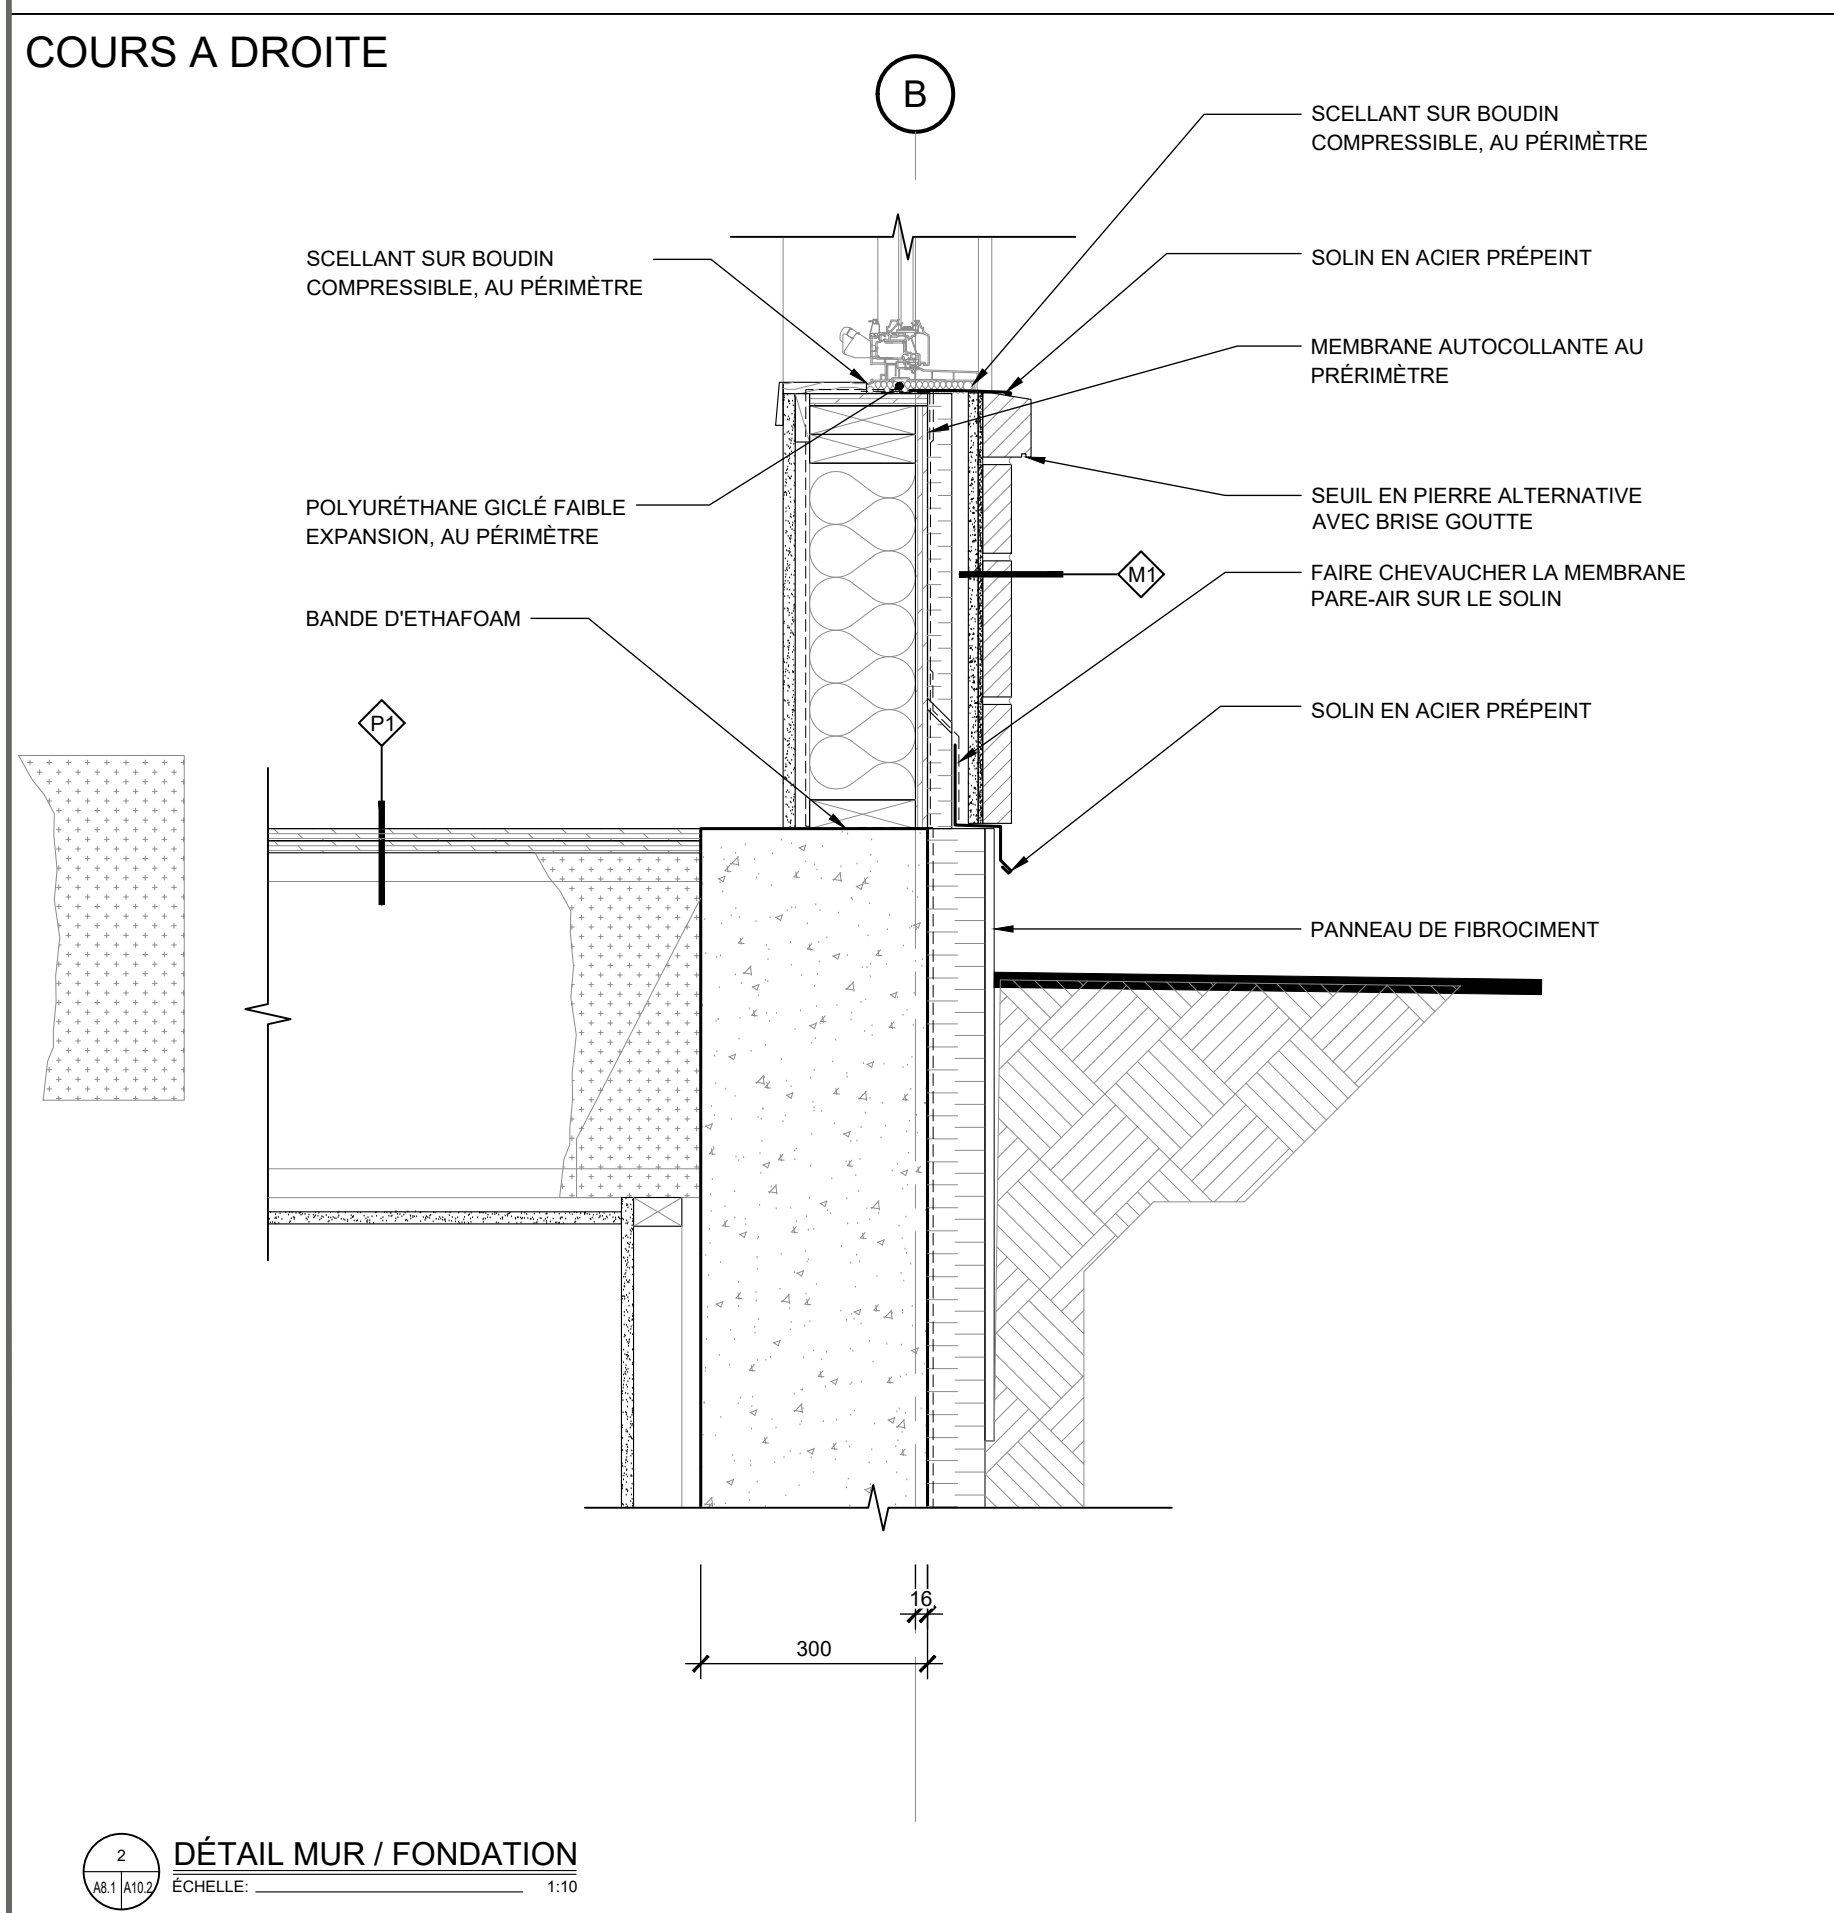 COURS A DROITE
B
SCELLANT SUR BOUDIN
COMPRESSIBLE, AU PÉRIMÈTRE
SCELLANT SUR BOUDIN
COMPRESSIBLE, AU PÉRIMÈTRE
SOLIN EN ACIER PRÉPEINT
MEMBRANE AUTOCOLLANTE AU
PRÉRIMÈTRE
POLYURÉTHANE GICLÉ FAIBLE
EXPANSION, AU PÉRIMÈTRE
SEUIL EN PIERRE ALTERNATIVE
AVEC BRISE GOUTTE
M1
FAIRE CHEVAUCHER LA MEMBRANE
PARE-AIR SUR LE SOLIN
BANDE D'ETHAFOAM
P1
SOLIN EN ACIER PRÉPEINT
PANNEAU DE FIBROCIMENT
16
300
2
A8.1 A10.2
DÉTAIL MUR / FONDATION
ÉCHELLE: 1:10